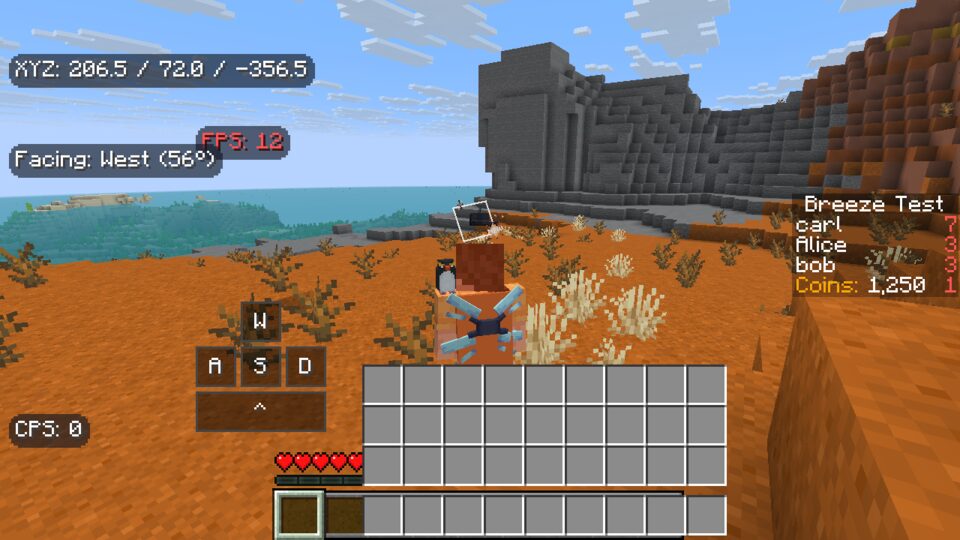 XYZ: 206.5 / 72.0 / -356.5
FPS: 12
Facing: West (56°)
Breeze Test
carl 7
Alice 3
bob 3
Coins: 1,250 1
W
A S D
^
CPS: 0